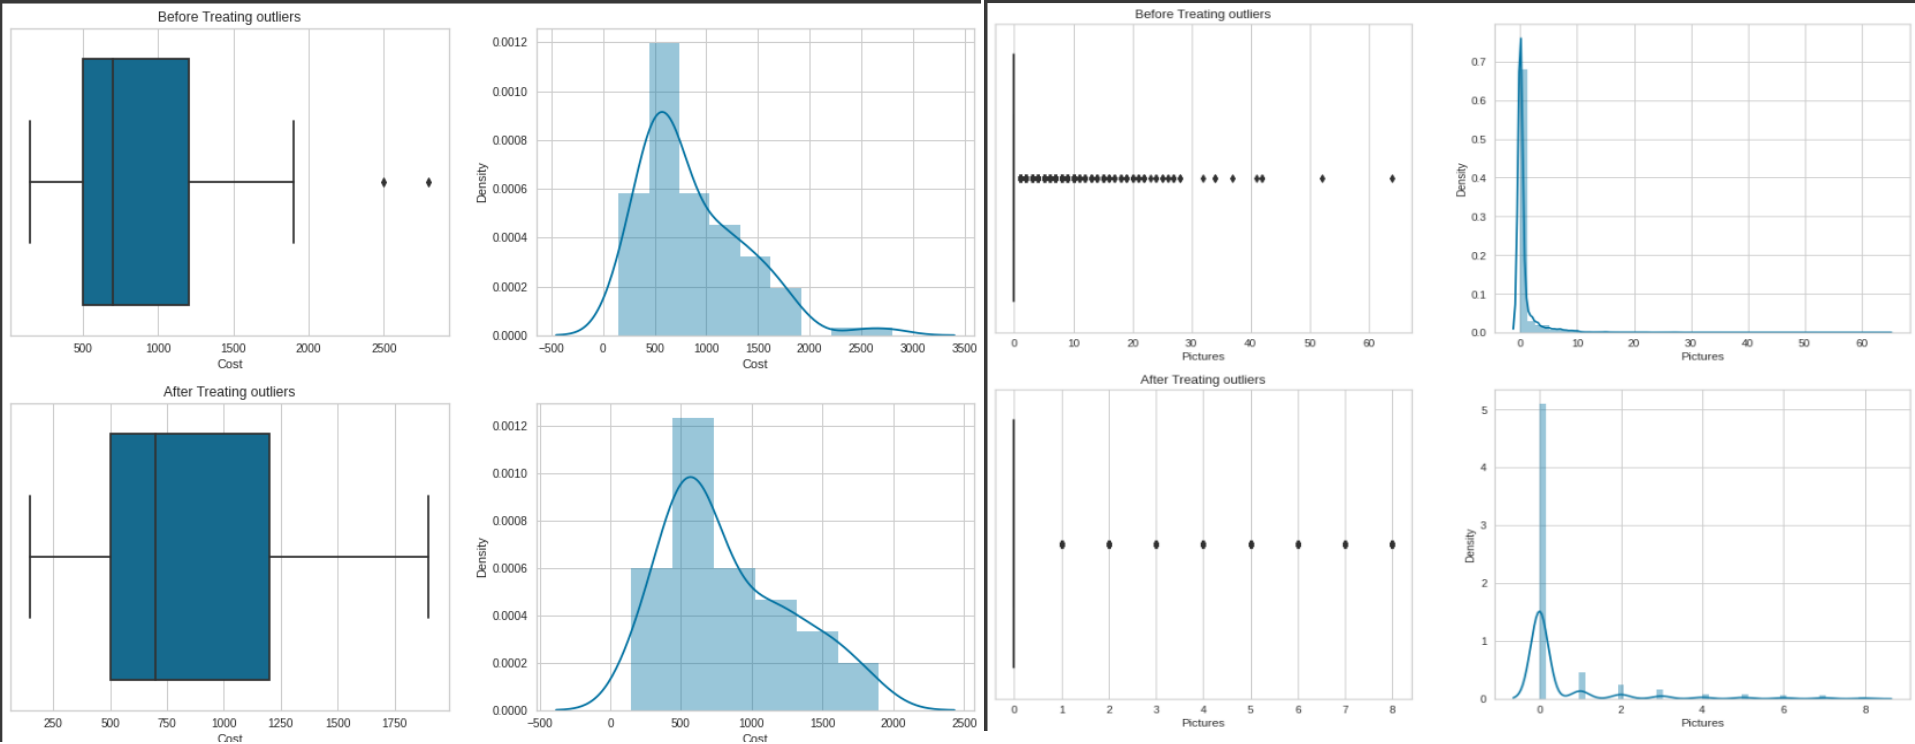 Before Treating outliers
500 1000 1500 2000 2500
Cost
Density
0.0012
0.0010
0.0008
0.0006
0.0004
0.0002
0.0000
−500 0 500 1000 1500 2000 2500 3000 3500
Cost
After Treating outliers
250 500 750 1000 1250 1500 1750
Cost
Density
0.0012
0.0010
0.0008
0.0006
0.0004
0.0002
0.0000
−500 0 500 1000 1500 2000 2500
Cost
Before Treating outliers
0 10 20 30 40 50 60
Pictures
Density
0.7
0.6
0.5
0.4
0.3
0.2
0.1
0.0
0 10 20 30 40 50 60
Pictures
After Treating outliers
0 1 2 3 4 5 6 7 8
Pictures
Density
5
4
3
2
1
0
0 2 4 6 8
Pictures